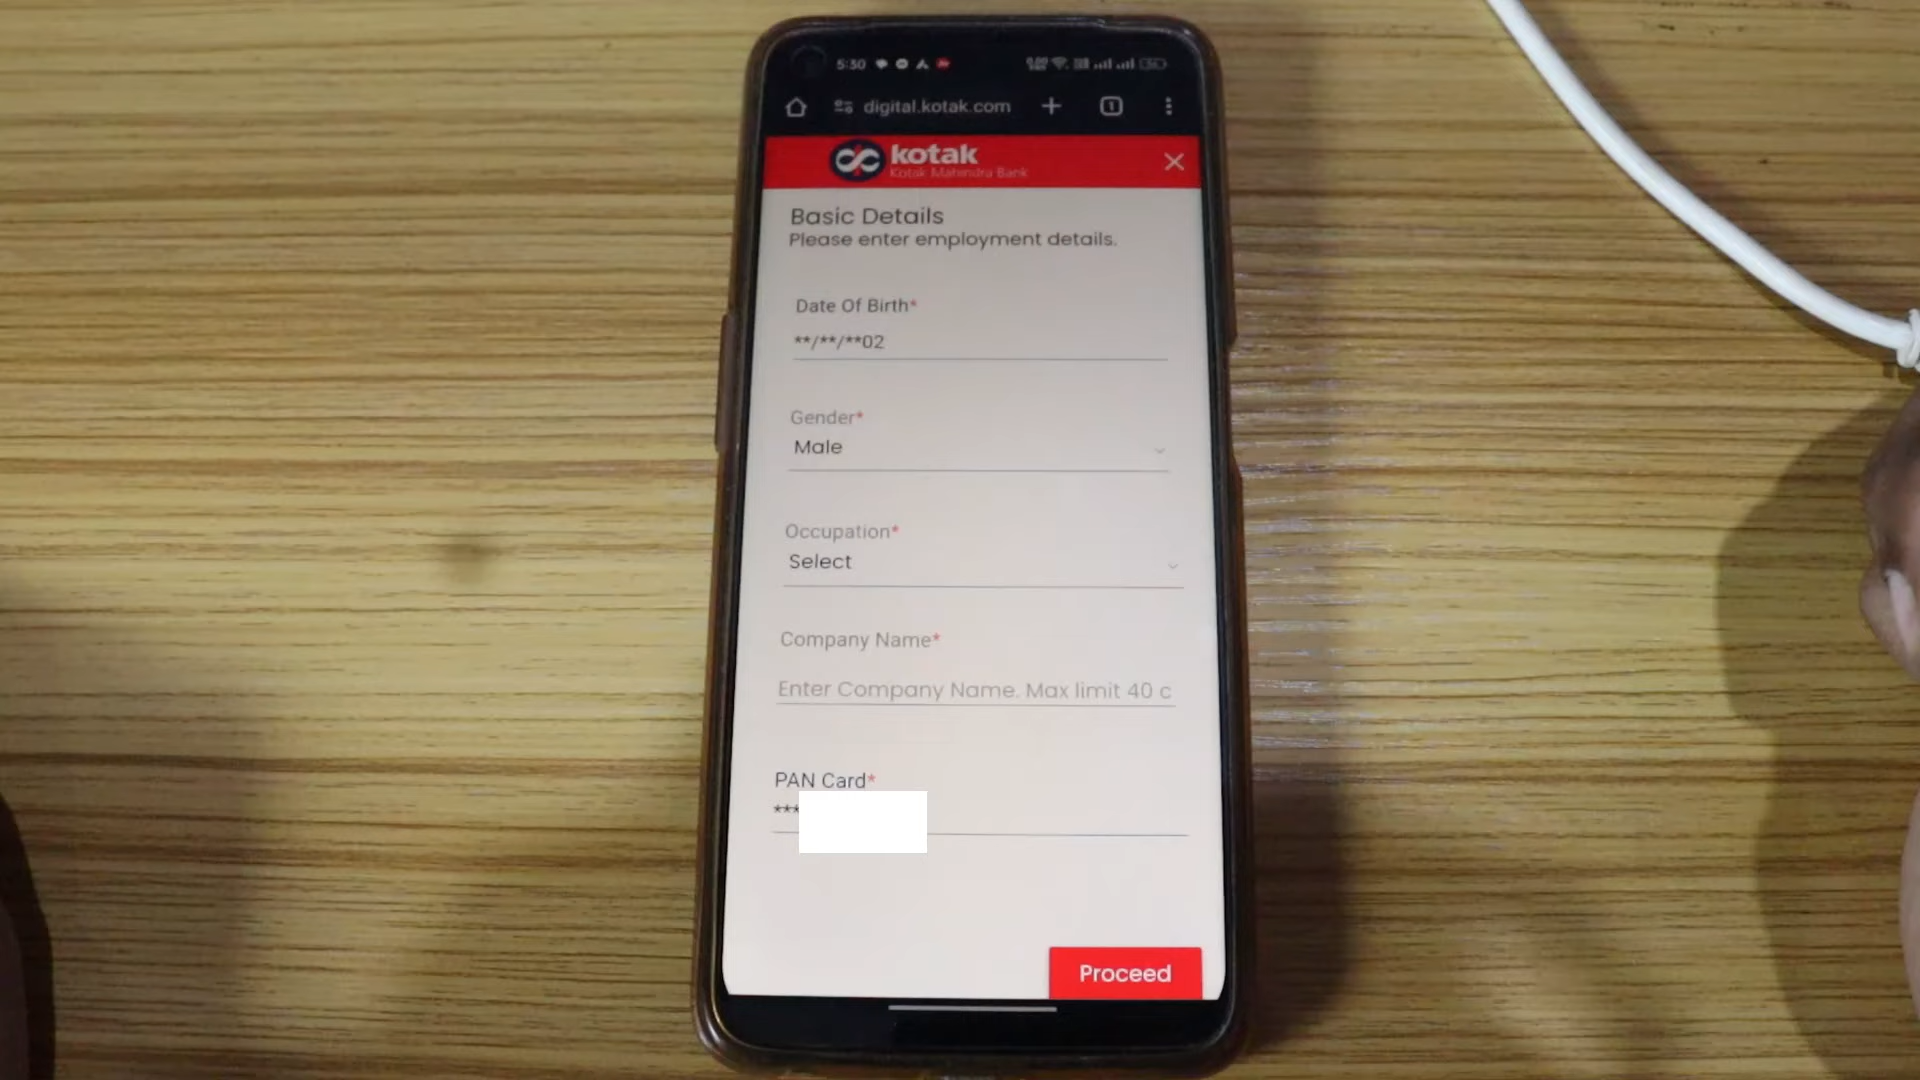 5:30
digital.kotak.com
1
kotak
Kotak Mahindra Bank
Basic Details
Please enter employment details.
Date Of Birth*
**/**/**02
Gender*
Male
Occupation*
Select
Company Name*
Enter Company Name. Max limit 40 c
PAN Card*
***
Proceed